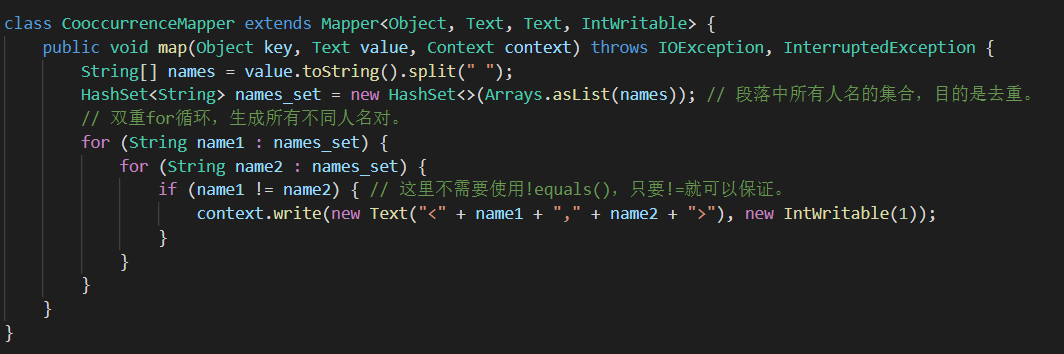 class CooccurrenceMapper extends Mapper<Object, Text, Text, IntWritable> {
    public void map(Object key, Text value, Context context) throws IOException, InterruptedException {
        String[] names = value.toString().split(" ");
        HashSet<String> names_set = new HashSet<>(Arrays.asList(names)); // 段落中所有人名的集合，目的是去重。
        // 双重for循环，生成所有不同人名对。
        for (String name1 : names_set) {
            for (String name2 : names_set) {
                if (name1 != name2) { // 这里不需要使用!equals()，只要!=就可以保证。
                    context.write(new Text("<" + name1 + "," + name2 + ">"), new IntWritable(1));
                }
            }
        }
    }
}